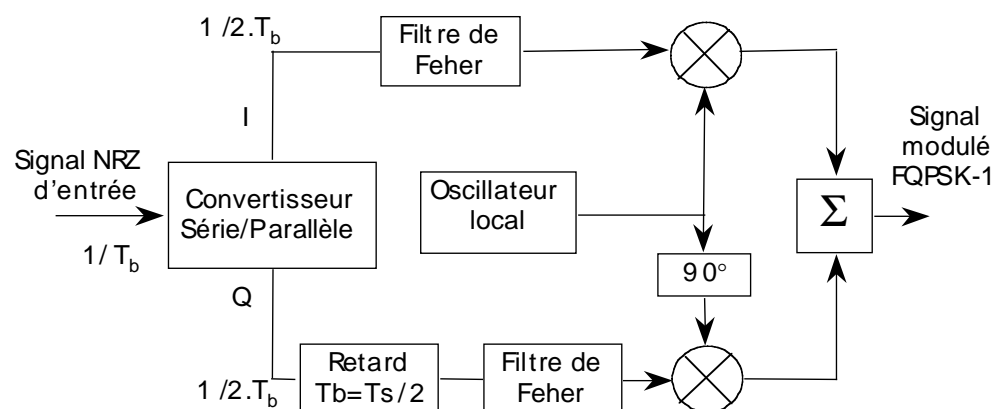 1/2.Tb
Filtre de
Feher
I
Signal NRZ
d'entrée
1/Tb
Convertisseur
Série/Parallèle
Oscillateur
local
Signal
modulé
FQPSK-1
Σ
90°
Q
1/2.Tb
Retard
Tb=Ts/2
Filtre de
Feher